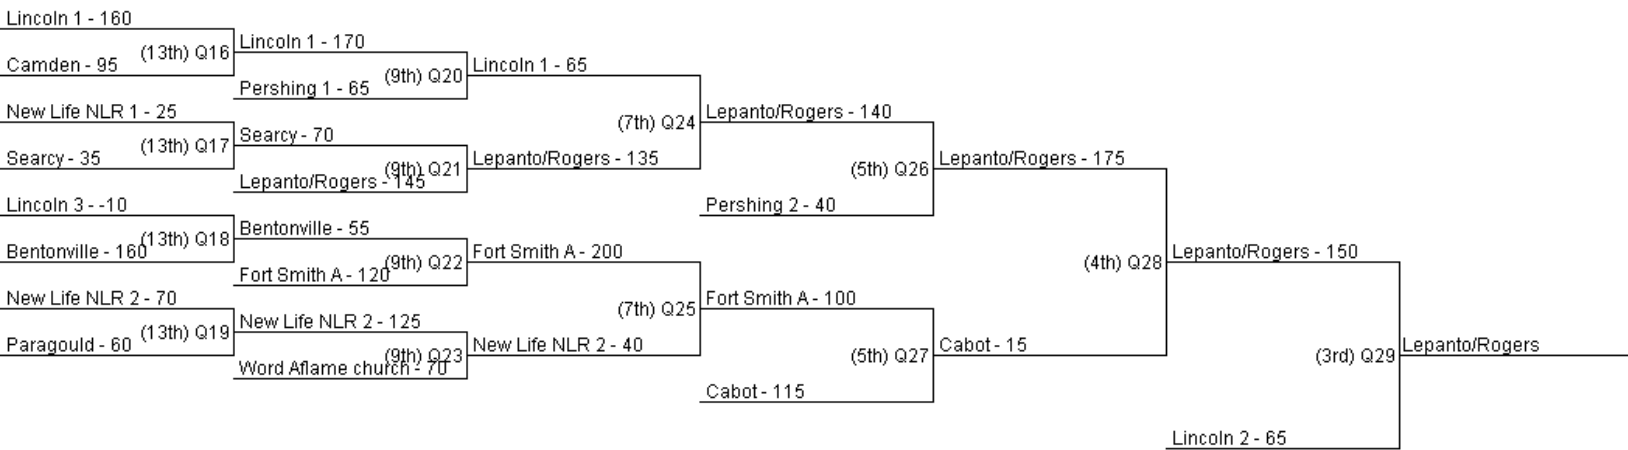 Lincoln 1 - 160
Camden - 95
(13th) Q16
New Life NLR 1 - 25
Searcy - 35
(13th) Q17
Lincoln 3 - -10
Bentonville - 160
(13th) Q18
New Life NLR 2 - 70
Paragould - 60
(13th) Q19
Lincoln 1 - 170
Pershing 1 - 65
(9th) Q20
Searcy - 70
Lepanto/Rogers - 145
(9th) Q21
Bentonville - 55
Fort Smith A - 120
(9th) Q22
New Life NLR 2 - 125
Word Aflame church - 70
(9th) Q23
Lincoln 1 - 65
Lepanto/Rogers - 135
(7th) Q24
Fort Smith A - 200
New Life NLR 2 - 40
(7th) Q25
Lepanto/Rogers - 140
Pershing 2 - 40
(5th) Q26
Fort Smith A - 100
Cabot - 115
(5th) Q27
Lepanto/Rogers - 175
Cabot - 15
(4th) Q28
Lepanto/Rogers - 150
Lincoln 2 - 65
(3rd) Q29
Lepanto/Rogers